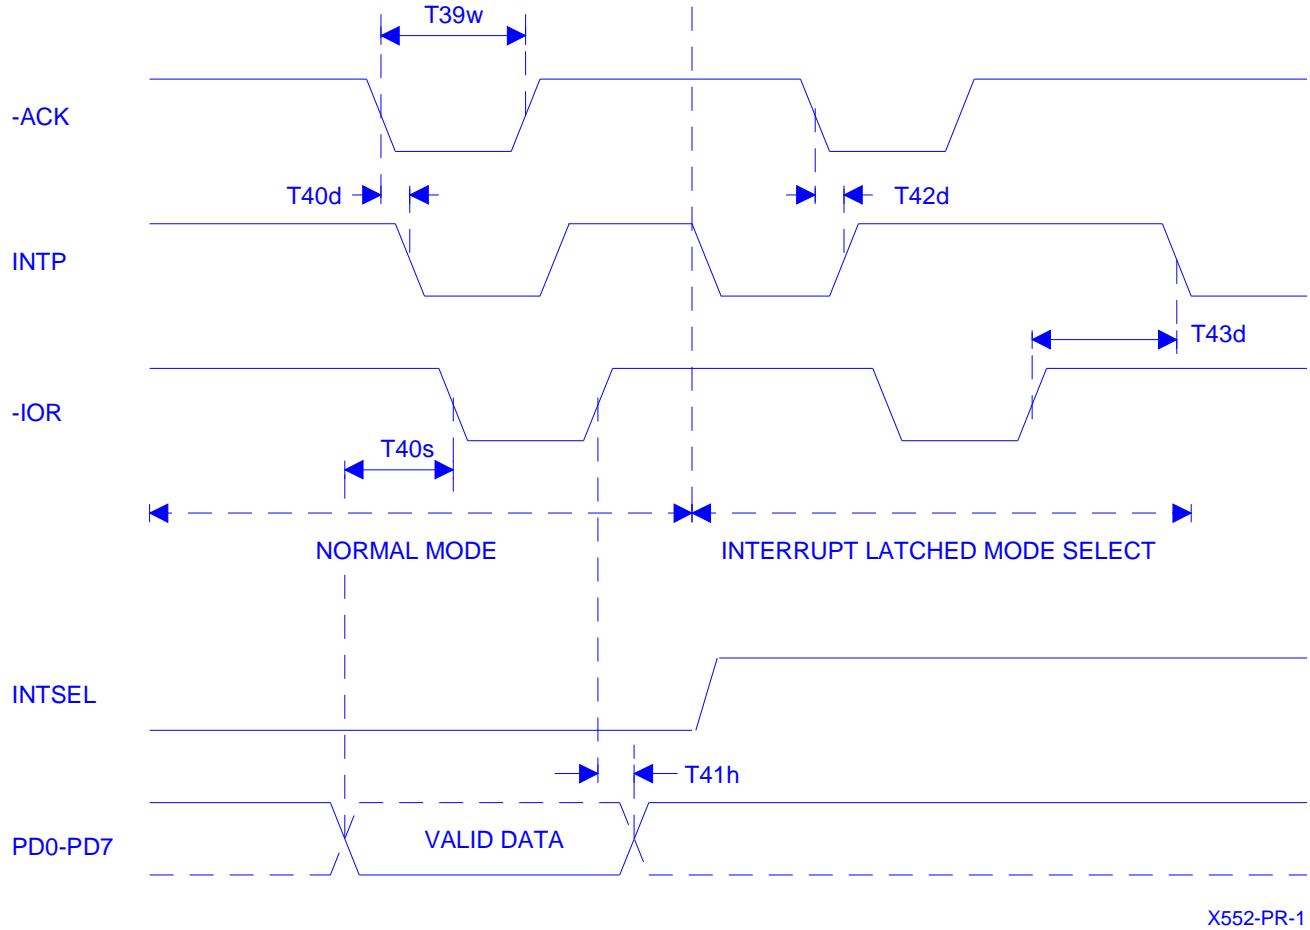 T39w
-ACK
T40d
T42d
INTP
T43d
-IOR
T40s
NORMAL MODE
INTERRUPT LATCHED MODE SELECT
INTSEL
T41h
PD0-PD7
VALID DATA
X552-PR-1